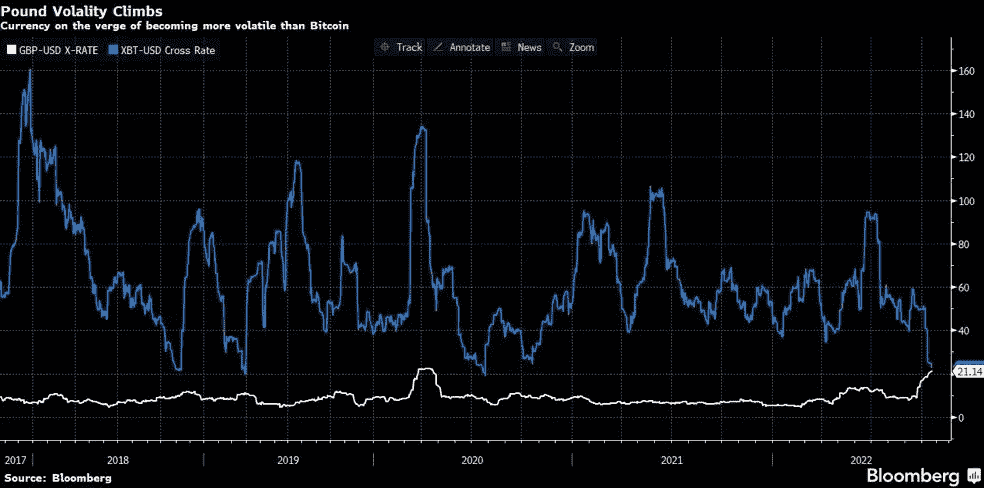 Pound Volality Climbs
Currency on the verge of becoming more volatile than Bitcoin
GBP-USD X-RATE XBT-USD Cross Rate
Track Annotate News Zoom
160
140
120
100
80
60
40
21.14
0
2017 2018 2019 2020 2021 2022
Source: Bloomberg
Bloomberg